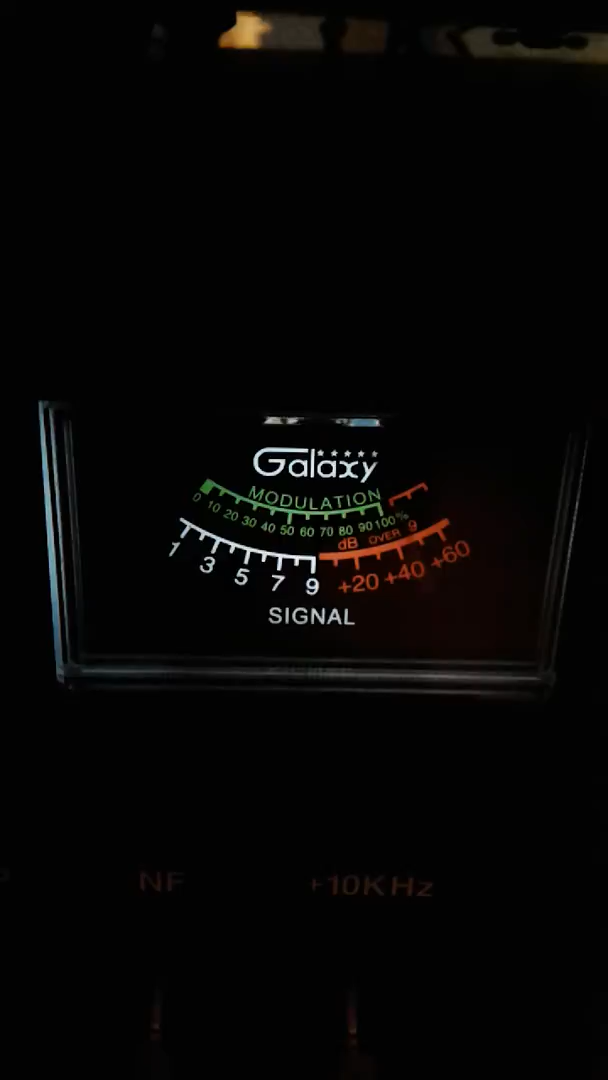 Galaxy
MODULATION
0 10 20 30 40 50 60 70 80 90 100%
dB OVER 9
1 3 5 7 9 +20 +40 +60
SIGNAL
NF +10KHz